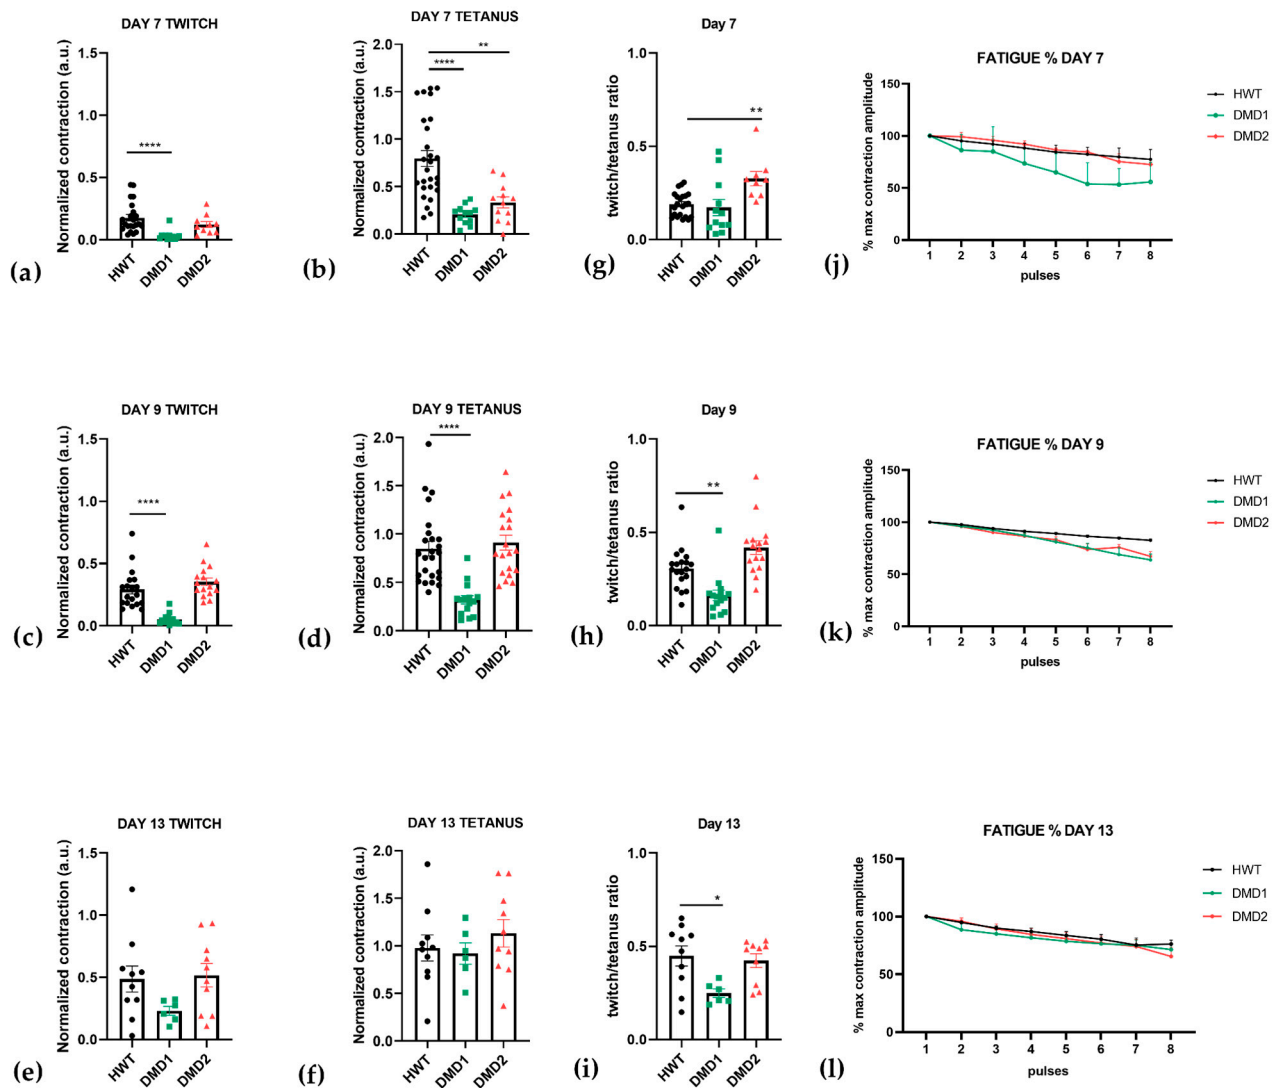 DAY 7 TWITCH
Normalized contraction (a.u.)
1.5
1.0
0.5
0.0
****
HWT
DMD1
DMD2
(a)
DAY 7 TETANUS
Normalized contraction (a.u.)
2.0
1.5
1.0
0.5
0.0
**
****
HWT
DMD1
DMD2
(b)
Day 7
twitch/tetanus ratio
1.0
0.5
0.0
**
HWT
DMD1
DMD2
(g)
FATIGUE % DAY 7
% max contraction amplitude
150
100
50
0
1 2 3 4 5 6 7 8
pulses
HWT
DMD1
DMD2
(j)
DAY 9 TWITCH
Normalized contraction (a.u.)
1.5
1.0
0.5
0.0
****
HWT
DMD1
DMD2
(c)
DAY 9 TETANUS
Normalized contraction (a.u.)
2.0
1.5
1.0
0.5
0.0
****
HWT
DMD1
DMD2
(d)
Day 9
twitch/tetanus ratio
1.0
0.5
0.0
**
HWT
DMD1
DMD2
(h)
FATIGUE % DAY 9
% max contraction amplitude
150
100
50
0
1 2 3 4 5 6 7 8
pulses
HWT
DMD1
DMD2
(k)
DAY 13 TWITCH
Normalized contraction (a.u.)
1.5
1.0
0.5
0.0
HWT
DMD1
DMD2
(e)
DAY 13 TETANUS
Normalized contraction (a.u.)
2.0
1.5
1.0
0.5
0.0
HWT
DMD1
DMD2
(f)
Day 13
twitch/tetanus ratio
1.0
0.5
0.0
*
HWT
DMD1
DMD2
(i)
FATIGUE % DAY 13
% max contraction amplitude
150
100
50
0
1 2 3 4 5 6 7 8
pulses
HWT
DMD1
DMD2
(l)